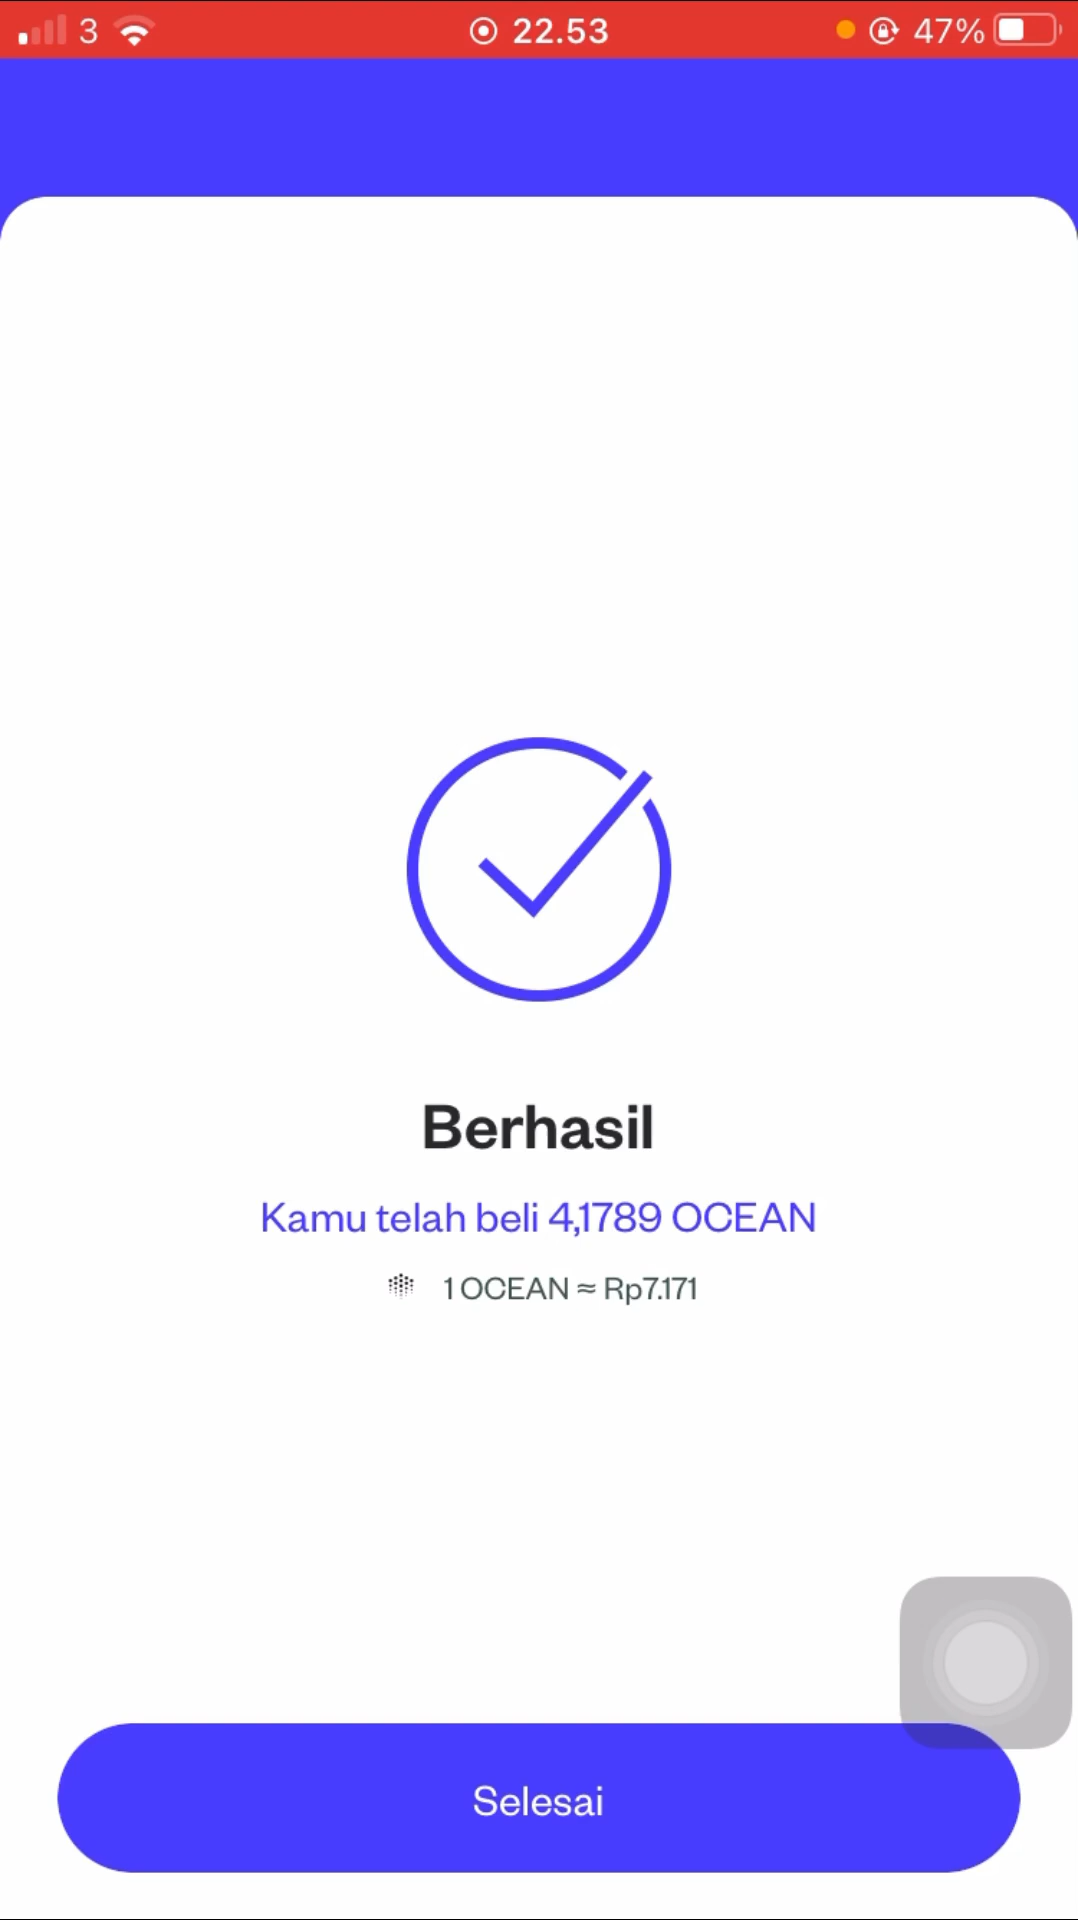 3 22.53 47%
Berhasil
Kamu telah beli 4,1789 OCEAN
1 OCEAN ≈ Rp7.171
Selesai